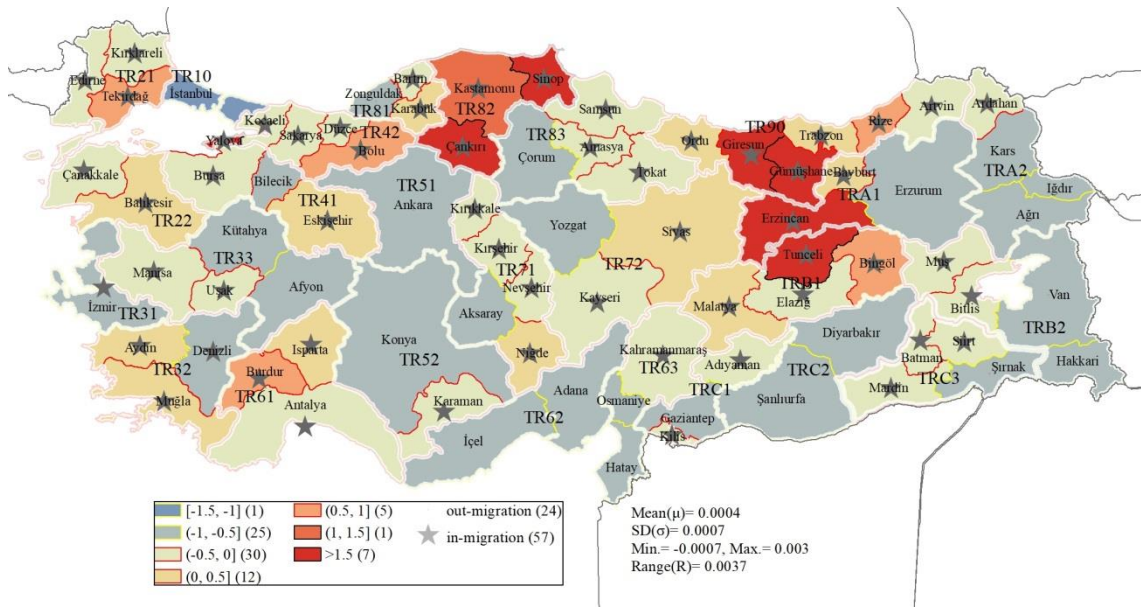 Kırklareli
Edirne
TR21
TR10
Tekirdağ
İstanbul
Kocaeli
Yalova
Sakarya
Düzce
Zonguldak
TR81
Bartın
Karabük
Kastamonu
TR82
Sinop
TR42
Bolu
Çankırı
Samsun
TR83
Çorum
Amasya
Tokat
Ordu
TR90
Giresun
Gümüşhane
Trabzon
Rize
Bayburt
TRA1
Artvin
Ardahan
Kars
TRA2
Iğdır
Ağrı
Erzurum
Çanakkale
Balıkesir
TR22
Bursa
Bilecik
TR41
Eskişehir
TR51
Ankara
Kırıkkale
Kırşehir
TR71
Nevşehir
Yozgat
TR72
Sivas
Erzincan
Tunceli
TRB1
Elazığ
Bingöl
Muş
Bitlis
Van
TRB2
Hakkari
Kütahya
TR33
Manisa
Uşak
Afyon
İzmir
TR31
Aydın
TR32
Denizli
Muğla
Isparta
Burdur
TR61
Antalya
Konya
TR52
Karaman
Aksaray
Niğde
Kayseri
Malatya
Kahramanmaraş
TR63
Adıyaman
TRC1
Diyarbakır
TRC2
Şanlıurfa
Batman
Siirt
TRC3
Mardin
Şırnak
İçel
Adana
TR62
Osmaniye
Gaziantep
Kilis
Hatay
[-1.5, -1] (1)
(-1, -0.5] (25)
(-0.5, 0] (30)
(0, 0.5] (12)
(0.5, 1] (5)
(1, 1.5] (1)
>1.5 (7)
out-migration (24)
in-migration (57)
Mean(μ) = 0.0004
SD(σ) = 0.0007
Min.= -0.0007, Max.= 0.003
Range(R) = 0.0037